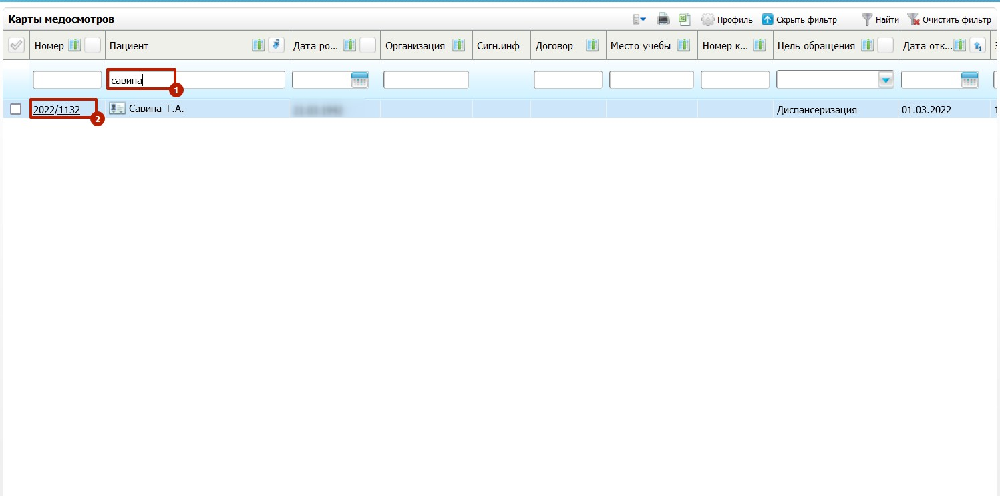 Карты медосмотров Профиль Скрыть фильтр Найти Очистить фильтр
Номер Пациент Дата ро... Организация Сигн.инф Договор Место учебы Номер к... Цель обращения Дата отк...
савина
1
2022/1132 Савина Т.А. Диспансеризация 01.03.2022
2